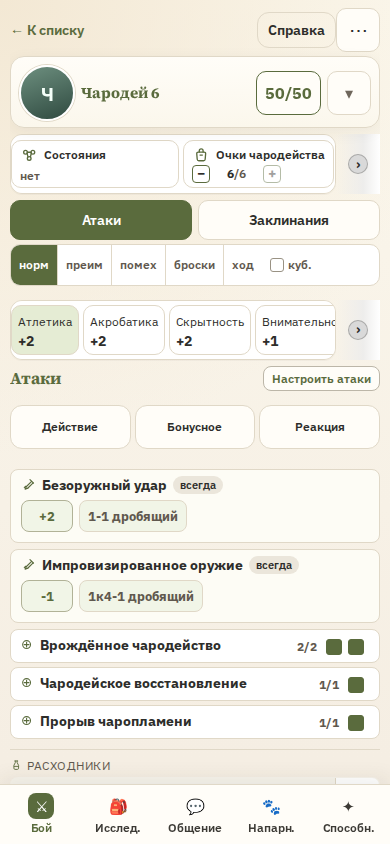 ← К списку
Справка
...
Ч
Чародей 6
50/50
▼
Состояния
нет
Очки чародейства
− 6/6 +
›
Атаки
Заклинания
норм преим помех броски ход куб.
Атлетика
+2
Акробатика
+2
Скрытность
+2
Внимательно
+1
›
Атаки
Настроить атаки
Действие
Бонусное
Реакция
Безоружный удар всегда
+2 1-1 дробящий
Импровизированное оружие всегда
-1 1к4-1 дробящий
Врождённое чародейство 2/2
Чародейское восстановление 1/1
Прорыв чаропламени 1/1
РАСХОДНИКИ
Бой
Исслед.
Общение
Напарн.
Способн.